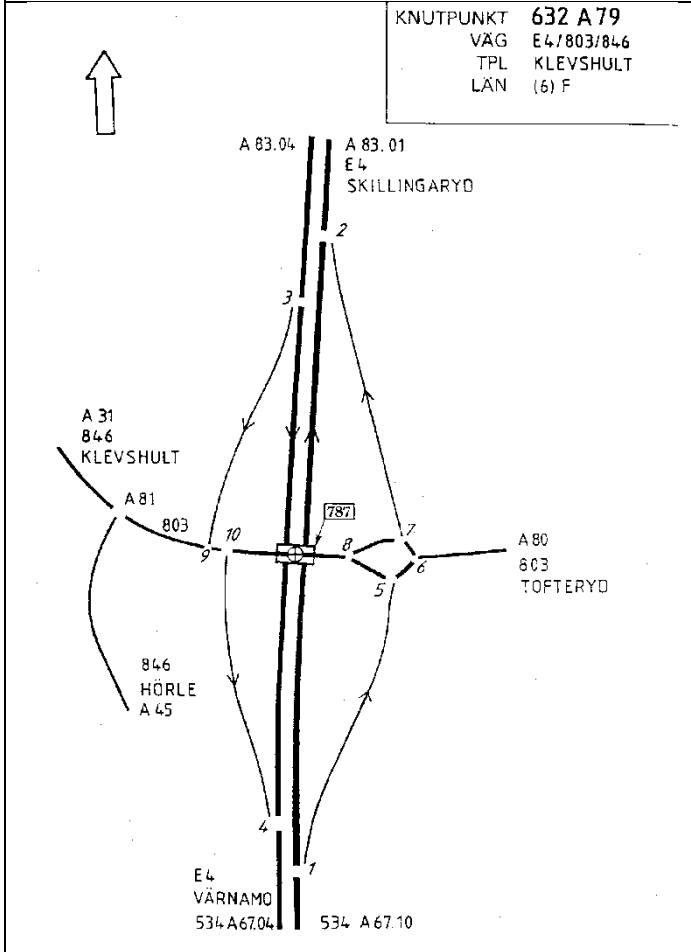 KNUTPUNKT 632 A79
VÄG E4/803/846
TPL KLEVSHULT
LÄN (6) F
A 83.04
A 83.01
E4
SKILLINGARYD
2
3
A 31
846
KLEVSHULT
A 81
803
9
10
787
8
7
6
5
A 80
803
TOFTERYD
846
HÖRLE
A 45
4
1
E4
VÄRNAMO
534 A67.04
534 A67.10